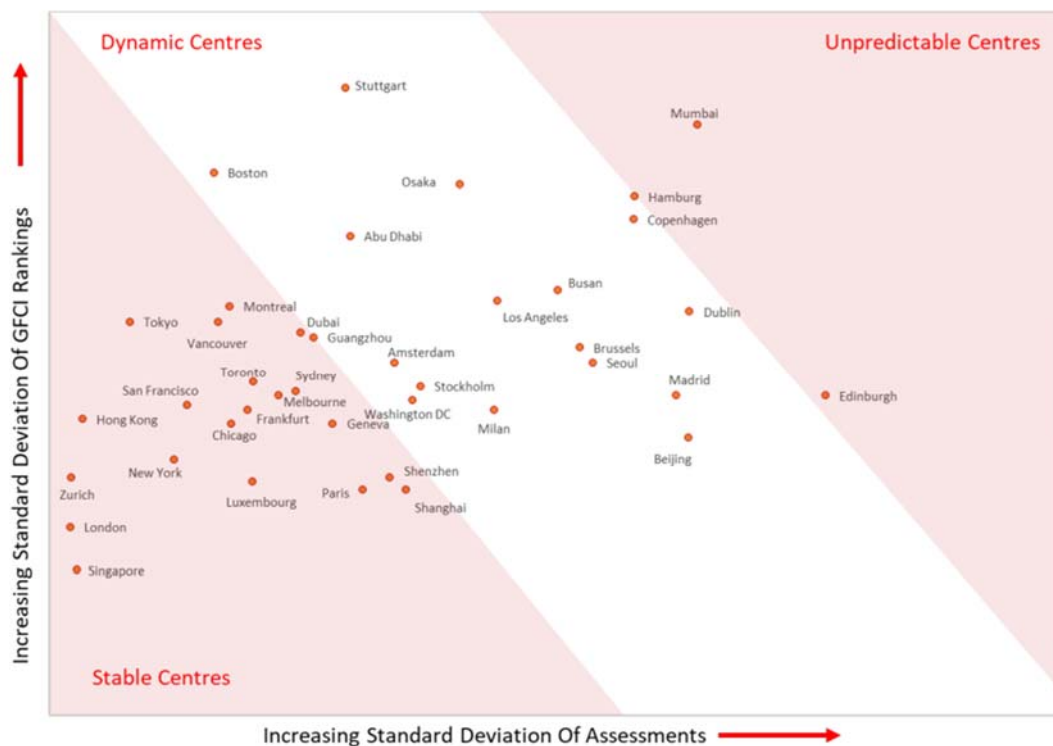 Dynamic Centres
Unpredictable Centres
Stuttgart
Mumbai
Boston
Osaka
Hamburg
Copenhagen
Abu Dhabi
Busan
Montreal
Los Angeles
Dublin
Tokyo
Vancouver
Dubai
Guangzhou
Brussels
Amsterdam
Seoul
Toronto
Sydney
Stockholm
Madrid
San Francisco
Melbourne
Washington DC
Edinburgh
Hong Kong
Frankfurt
Milan
Chicago
Geneva
Beijing
New York
Shenzhen
Zurich
Luxembourg
Paris
Shanghai
London
Singapore
Stable Centres
Increasing Standard Deviation Of GFCI Rankings
Increasing Standard Deviation Of Assessments